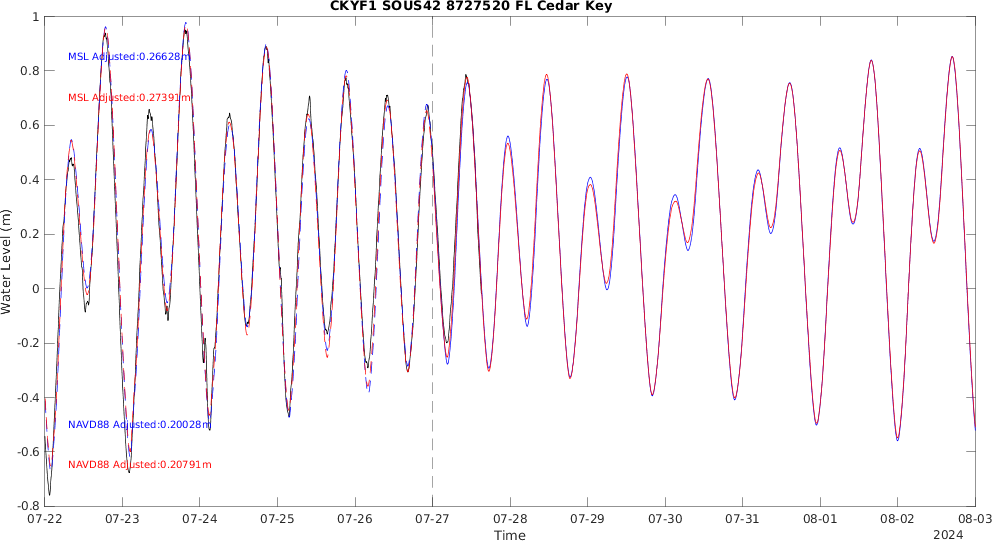 CKYF1 SOUS42 8727520 FL Cedar Key
Water Level (m)
1
0.8
0.6
0.4
0.2
0
-0.2
-0.4
-0.6
-0.8
MSL Adjusted:0.26628m
MSL Adjusted:0.27391m
NAVD88 Adjusted:0.20028m
NAVD88 Adjusted:0.20791m
07-22 07-23 07-24 07-25 07-26 07-27 07-28 07-29 07-30 07-31 08-01 08-02 08-03
Time
2024